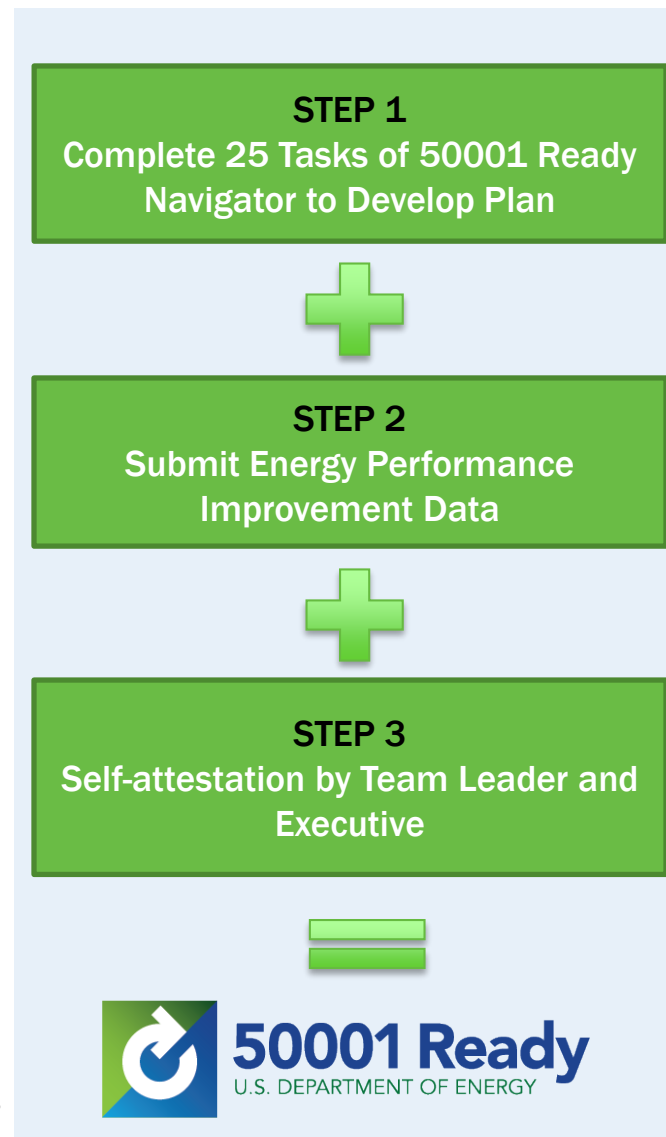 STEP 1
Complete 25 Tasks of 50001 Ready
Navigator to Develop Plan
STEP 2
Submit Energy Performance
Improvement Data
STEP 3
Self-attestation by Team Leader and
Executive
50001 Ready
U.S. DEPARTMENT OF ENERGY